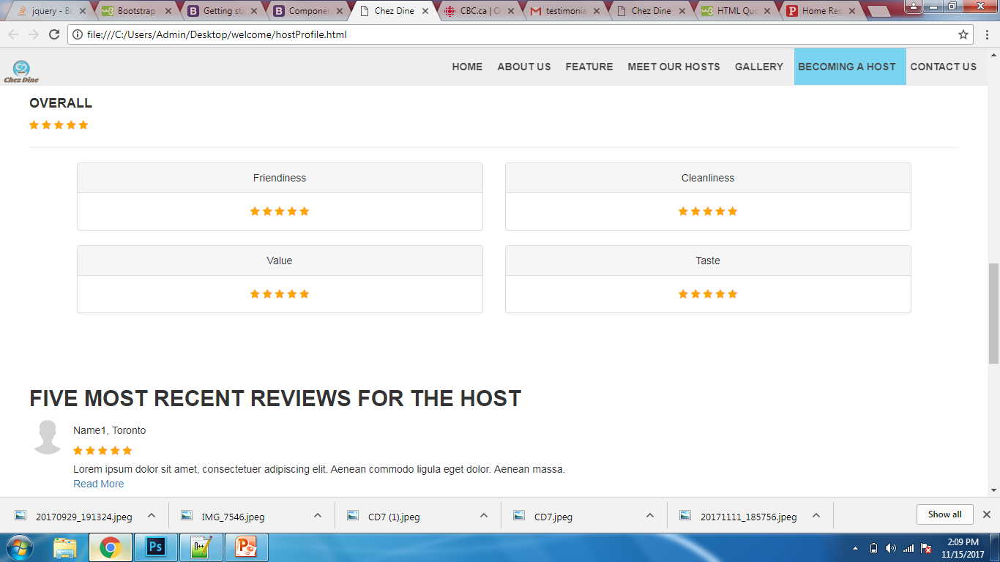 jquery - Bo
Bootstrap
Getting sta
Componen
Chez Dine
CBC.ca | O
testimonia
Chez Dine
HTML Quo
Home Res
file:///C:/Users/Admin/Desktop/welcome/hostProfile.html
Chez Dine
HOME
ABOUT US
FEATURE
MEET OUR HOSTS
GALLERY
BECOMING A HOST
CONTACT US
OVERALL
Friendiness
Cleanliness
Value
Taste
FIVE MOST RECENT REVIEWS FOR THE HOST
Name1, Toronto
Lorem ipsum dolor sit amet, consectetuer adipiscing elit. Aenean commodo ligula eget dolor. Aenean massa.
Read More
20170929_191324.jpeg
IMG_7546.jpeg
CD7 (1).jpeg
CD7.jpeg
20171111_185756.jpeg
Show all
Ps
2:09 PM
11/15/2017